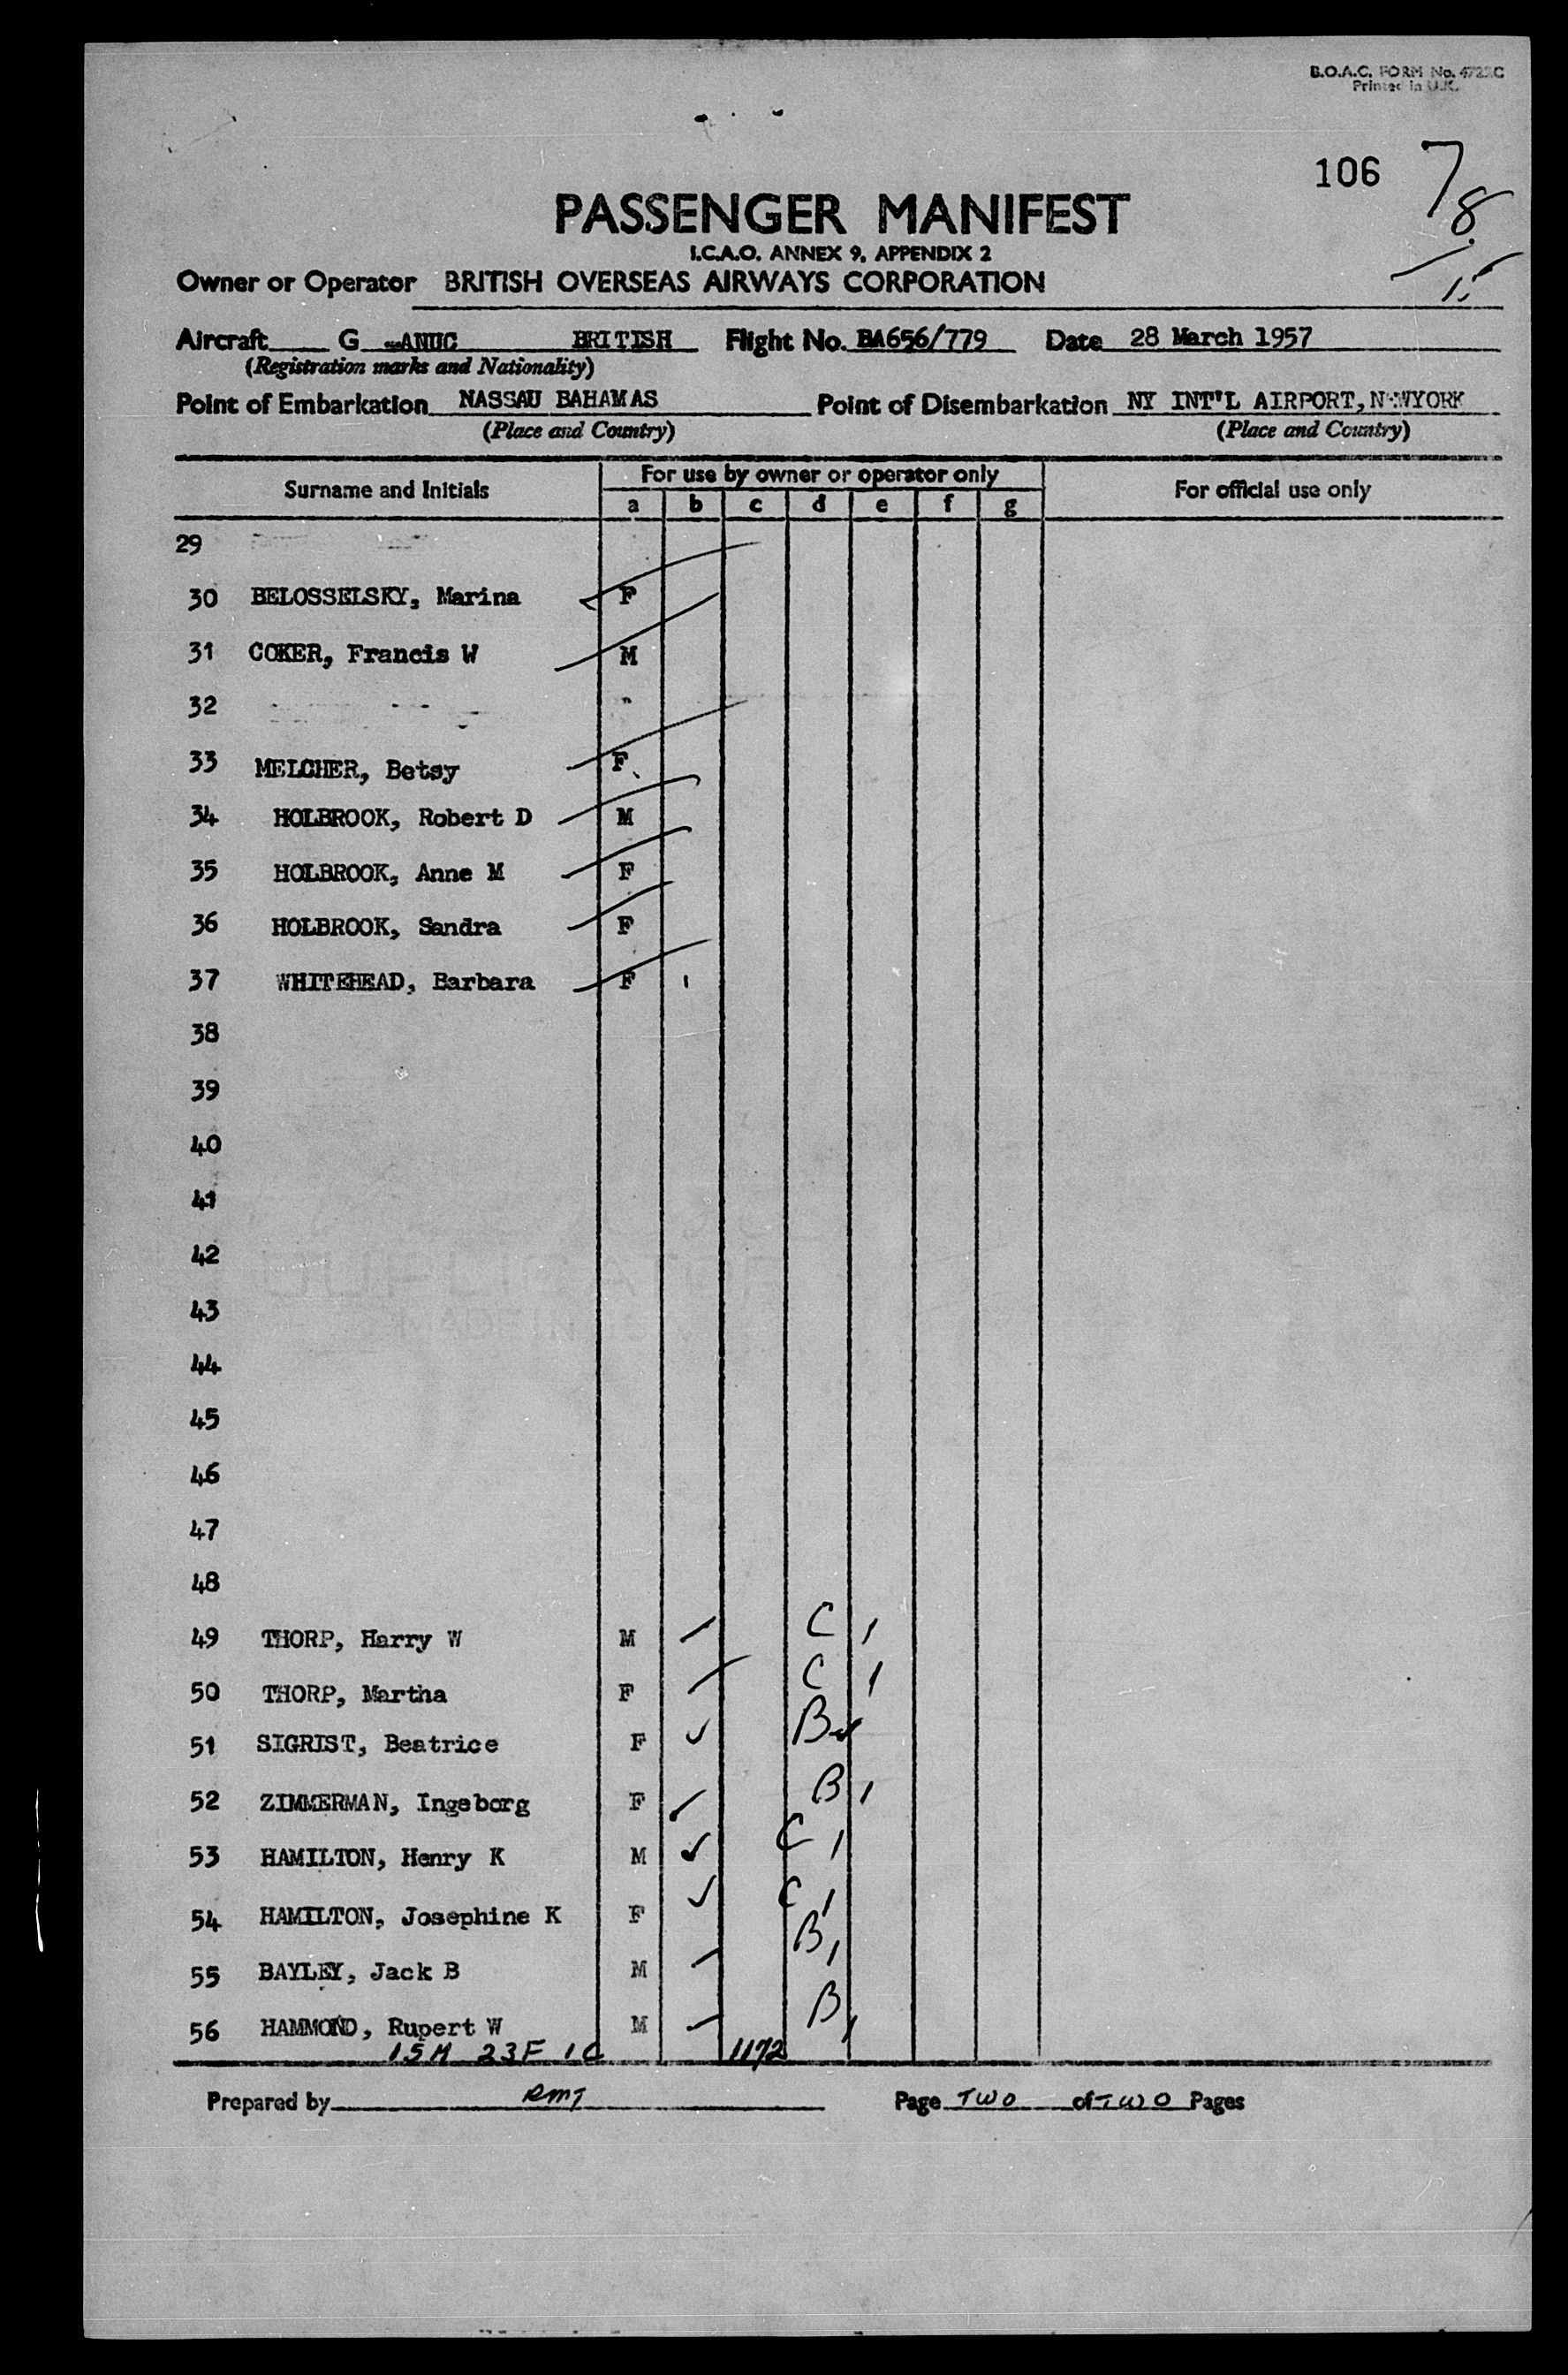 B.O.A.C. FORM No.
Printed in U.K.
106 7/8
15
PASSENGER MANIFEST
I.C.A.O. ANNEX 9, APPENDIX 2
Owner or Operator BRITISH OVERSEAS AIRWAYS CORPORATION
Aircraft G BRITISH Flight No. BA656/779 Date 28 March 1957
(Registration marks and Nationality)
Point of Embarkation NASSAU BAHAMAS Point of Disembarkation NY INT'L AIRPORT,
(Place and Country) (Place and Country)
Surname and Initials For use by owner or operator only For official use only
a b c d e f g
29
30 BELOSSELSKY, Marina F
31 COKER, Francis W M
32
33 MELCHER, Betsy F
34 HOLBROOK, Robert D M
35 HOLBROOK, Anne M F
36 HOLBROOK, Sandra F
37 WHITEHEAD, Barbara F
38
39
40
41
42
43
44
45
46
47
48
49 THORP, Harry W M C 1
50 THORP, Martha F C 1
51 SIGRIST, Beatrice F ✓ B
52 ZIMMERMAN, Ingeborg F ✓ B 1
53 HAMILTON, Henry K M ✓ C 1
54 HAMILTON, Josephine K F ✓ C 1
55 BAYLEY, Jack B M B 1
56 HAMMOND, Rupert W M B 1
15M 23F 1C 1172
Prepared by RMT Page TWO of TWO Pages